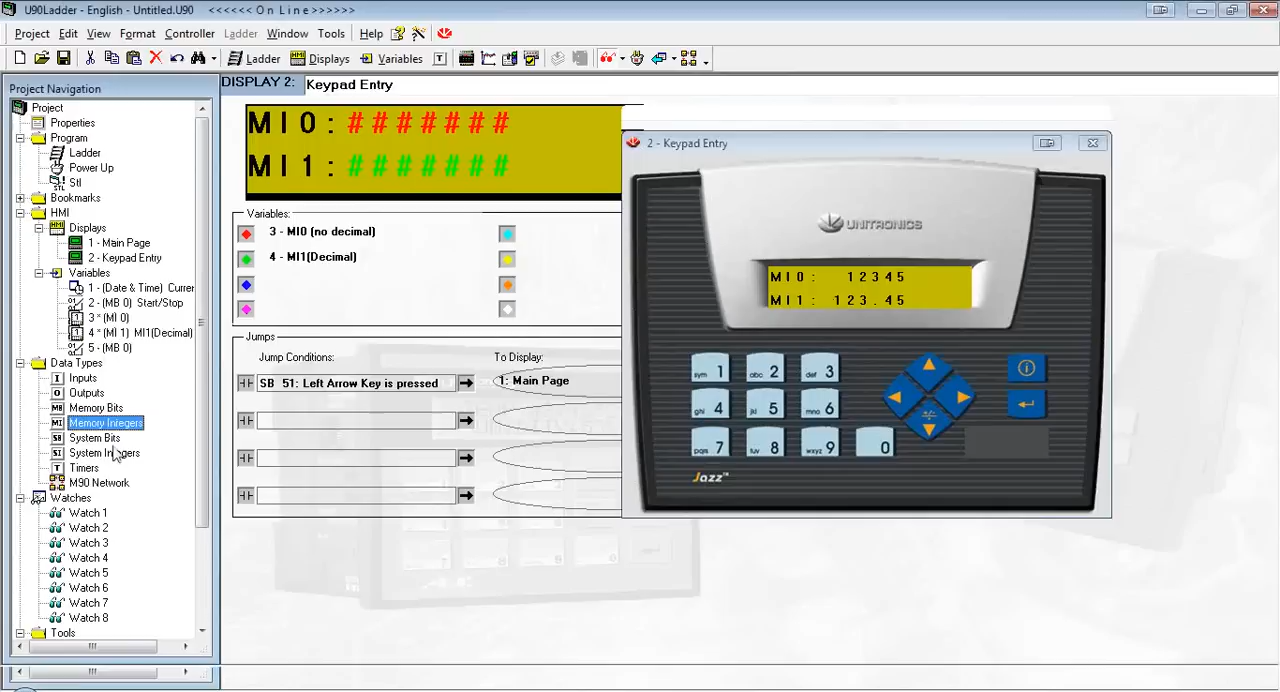 U90Ladder - English - Untitled.U90 <<<<<< O n L i n e >>>>>>
Project Edit View Format Controller Ladder Window Tools Help
Ladder Displays Variables T
Project Navigation
Project
Properties
Program
Ladder
Power Up
Stl
Bookmarks
HMI
Displays
1 - Main Page
2 - Keypad Entry
Variables
1 - (Date & Time) Curre
2 - (MB 0) Start/Stop
3 * (MI 0)
4 * (MI 1) MI1(Decimal)
5 - (MB 0)
Data Types
I Inputs
O Outputs
MB Memory Bits
MI Memory Integers
SB System Bits
SI System Integers
T Timers
M90 Network
Watches
Watch 1
Watch 2
Watch 3
Watch 4
Watch 5
Watch 6
Watch 7
Watch 8
Tools
DISPLAY 2: Keypad Entry
MI0: #######
MI1: #######
Variables:
3 - MI0 (no decimal)
4 - MI1(Decimal)
Jumps
Jump Conditions: To Display:
SB 51: Left Arrow Key is pressed 1: Main Page
2 - Keypad Entry
UNITRONICS
MI0: 12345
MI1: 123.45
sym 1 abc 2 def 3
ghi 4 jkl 5 mno 6
pqrs 7 tuv 8 wxyz 9 0
Jazz™